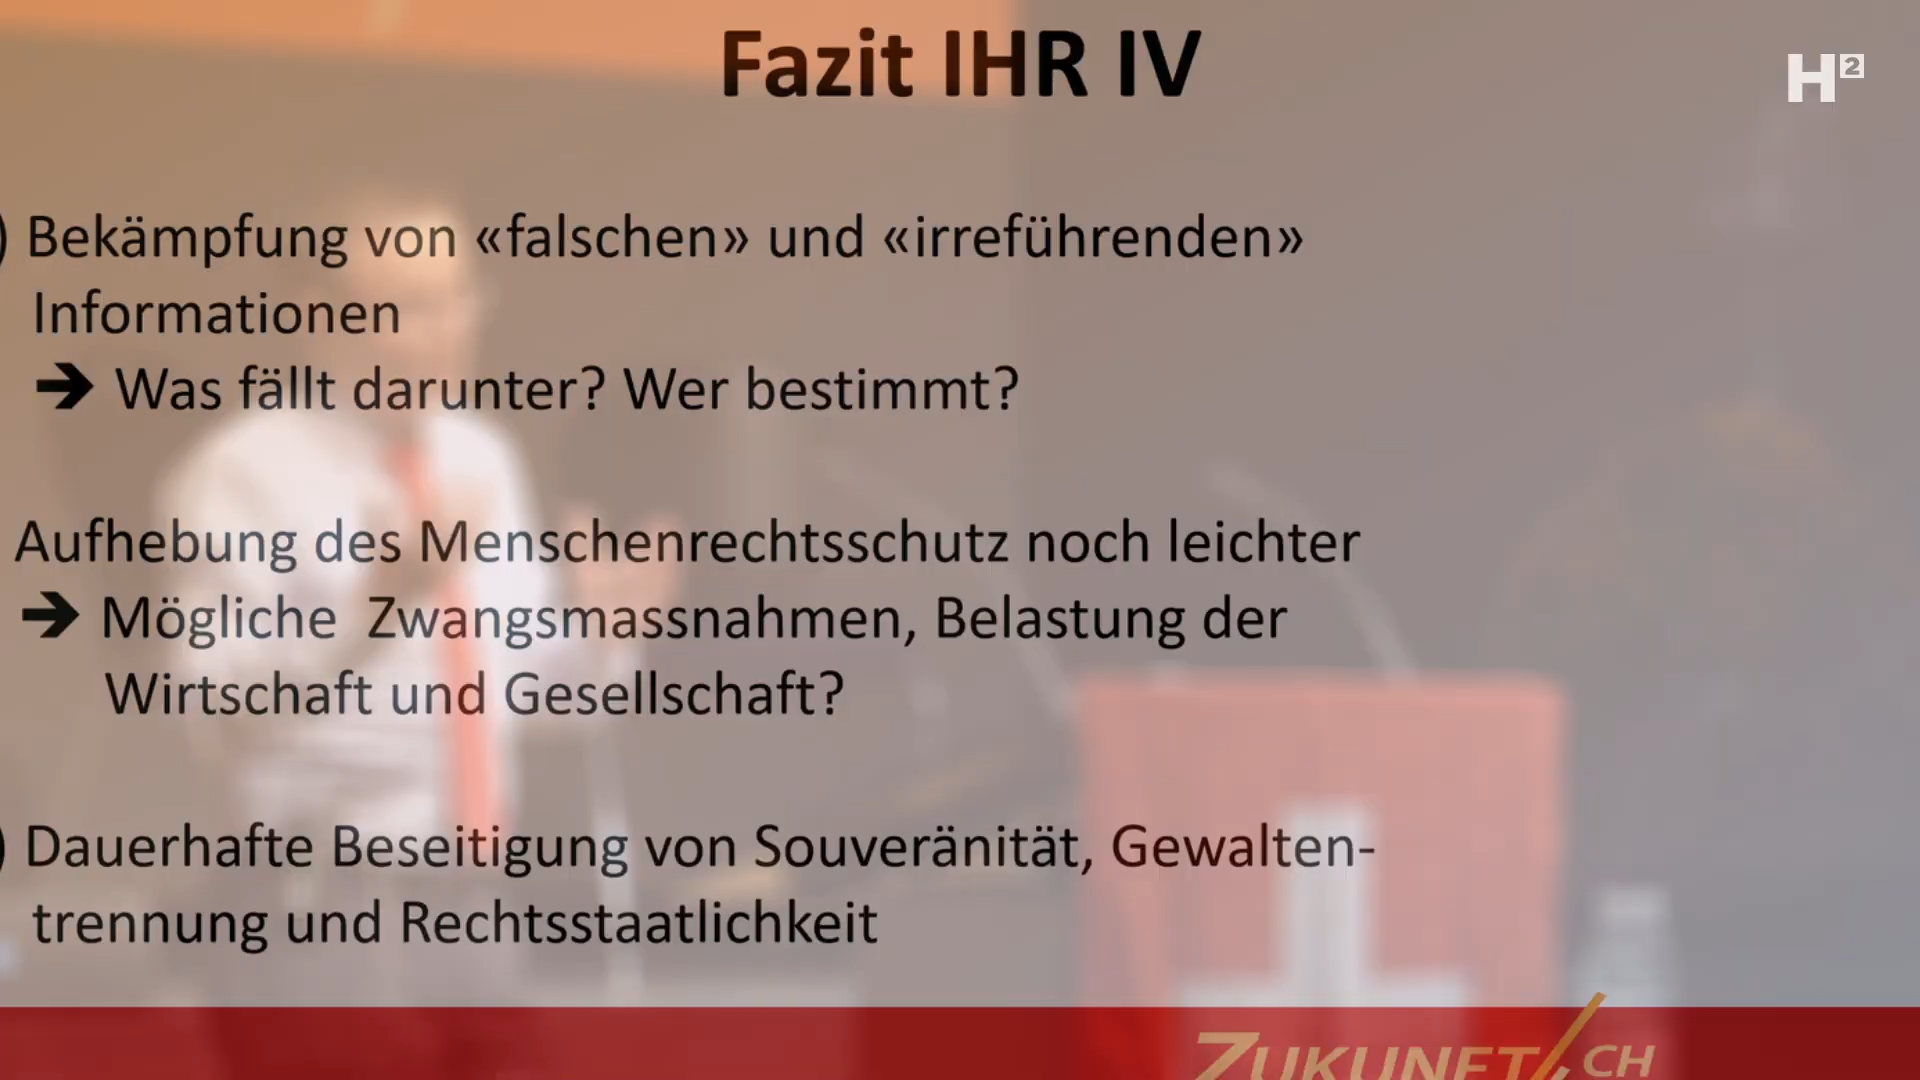 Fazit IHR IV
H²
) Bekämpfung von «falschen» und «irreführenden»
Informationen
➔ Was fällt darunter? Wer bestimmt?
Aufhebung des Menschenrechtsschutz noch leichter
➔ Mögliche Zwangsmassnahmen, Belastung der
Wirtschaft und Gesellschaft?
) Dauerhafte Beseitigung von Souveränität, Gewalten-
trennung und Rechtsstaatlichkeit
ZUKUNFT/.CH